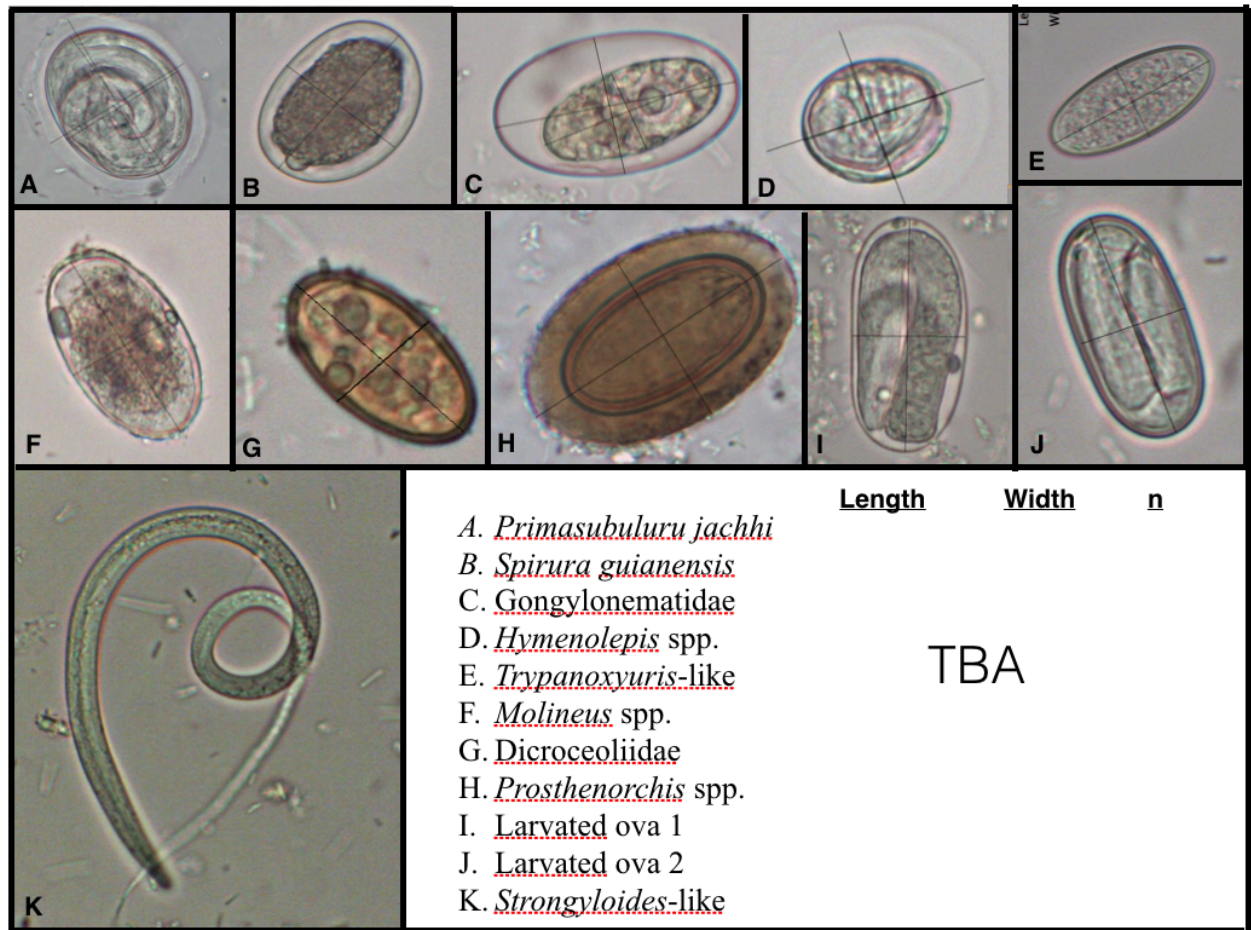 Le
W
A
B
C
D
E
F
G
H
I
J
K
Length Width n
A. Primasubuluru jachhi
B. Spirura guianensis
C. Gongylonematidae
D. Hymenolepis spp.
E. Trypanoxyuris-like
F. Molineus spp.
G. Dicroceoliidae
H. Prosthenorchis spp.
I. Larvated ova 1
J. Larvated ova 2
K. Strongyloides-like
TBA